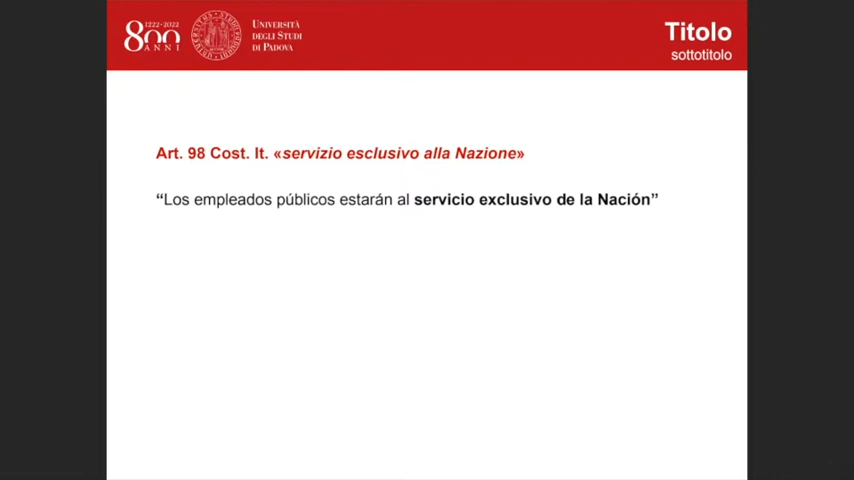 1222·2022
800
ANNI
UNIVERSITÀ
DEGLI STUDI
DI PADOVA
Titolo
sottotitolo
Art. 98 Cost. It. «servizio esclusivo alla Nazione»
“Los empleados públicos estarán al servicio exclusivo de la Nación”